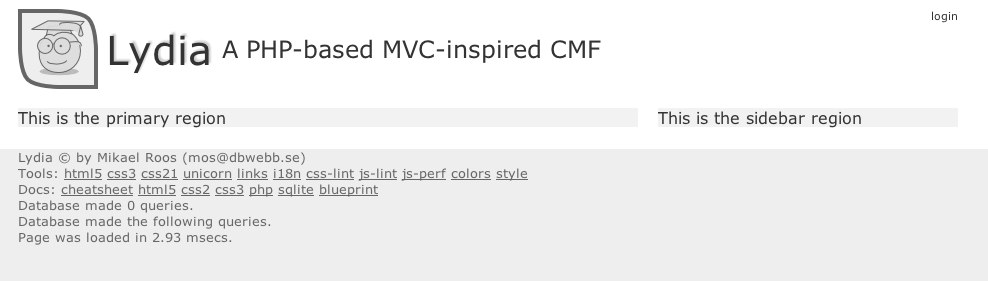 login
Lydia A PHP-based MVC-inspired CMF
This is the primary region
This is the sidebar region
Lydia © by Mikael Roos (mos@dbwebb.se)
Tools: html5 css3 css21 unicorn links i18n css-lint js-lint js-perf colors style
Docs: cheatsheet html5 css2 css3 php sqlite blueprint
Database made 0 queries.
Database made the following queries.
Page was loaded in 2.93 msecs.